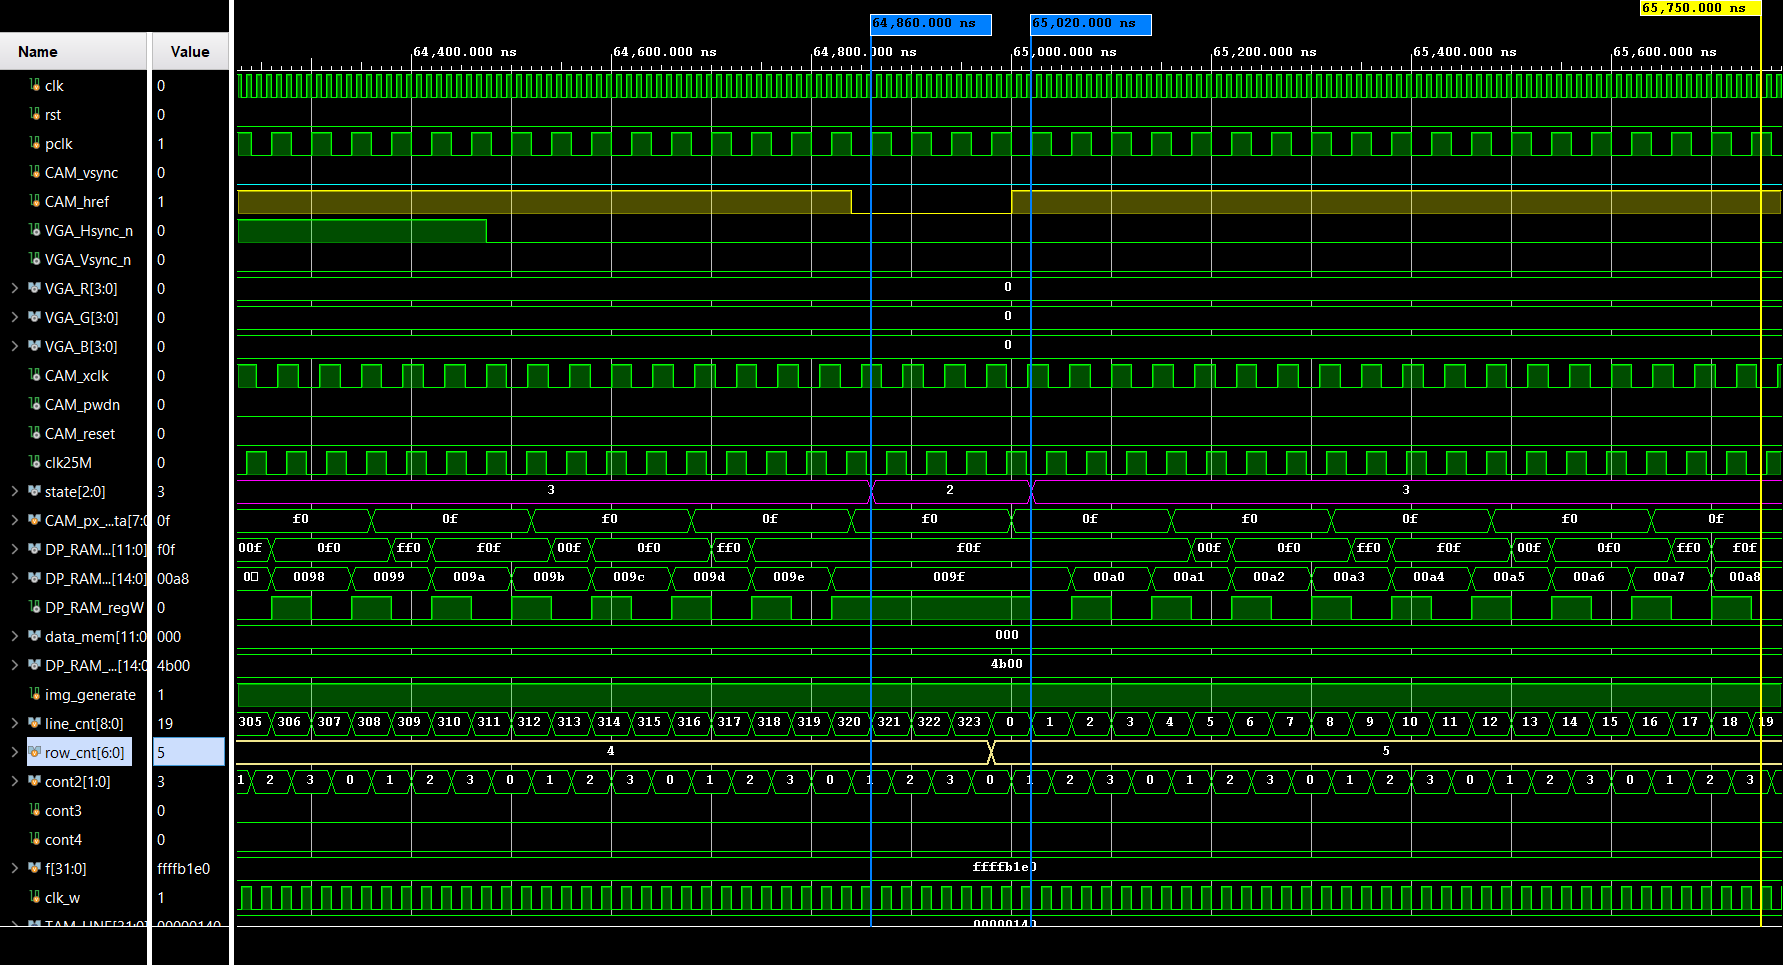 65,750.000 ns
64,860.000 ns 65,020.000 ns
Name Value 64,400.000 ns 64,600.000 ns 64,800.000 ns 65,000.000 ns 65,200.000 ns 65,400.000 ns 65,600.000 ns
clk 0
rst 0
pclk 1
CAM_vsync 0
CAM_href 1
VGA_Hsync_n 0
VGA_Vsync_n 0
VGA_R[3:0] 0 0
VGA_G[3:0] 0 0
VGA_B[3:0] 0 0
CAM_xclk 0
CAM_pwdn 0
CAM_reset 0
clk25M 0
state[2:0] 3 3 2 3
CAM_px_...ta[7:0 0f f0 0f f0 0f f0 0f f0 0f f0 0f
DP_RAM...[11:0] f0f 00f 0f0 ff0 f0f 00f 0f0 ff0 f0f 00f 0f0 ff0 f0f 00f 0f0 ff0 f0f
DP_RAM...[14:0] 00a8 0 0098 0099 009a 009b 009c 009d 009e 009f 00a0 00a1 00a2 00a3 00a4 00a5 00a6 00a7 00a8
DP_RAM_regW 0
data_mem[11:0 000 000
DP_RAM_...[14:0 4b00 4b00
img_generate 1
line_cnt[8:0] 19 305 306 307 308 309 310 311 312 313 314 315 316 317 318 319 320 321 322 323 0 1 2 3 4 5 6 7 8 9 10 11 12 13 14 15 16 17 18 19
row_cnt[6:0] 5 4 5
cont2[1:0] 3 1 2 3 0 1 2 3 0 1 2 3 0 1 2 3 0 1 2 3 0 1 2 3 0 1 2 3 0 1 2 3 0 1 2 3 0 1 2 3
cont3 0
cont4 0
f[31:0] ffffb1e0 ffffb1e0
clk_w 1
TAM_LINE[31:0] 00000140 00000140